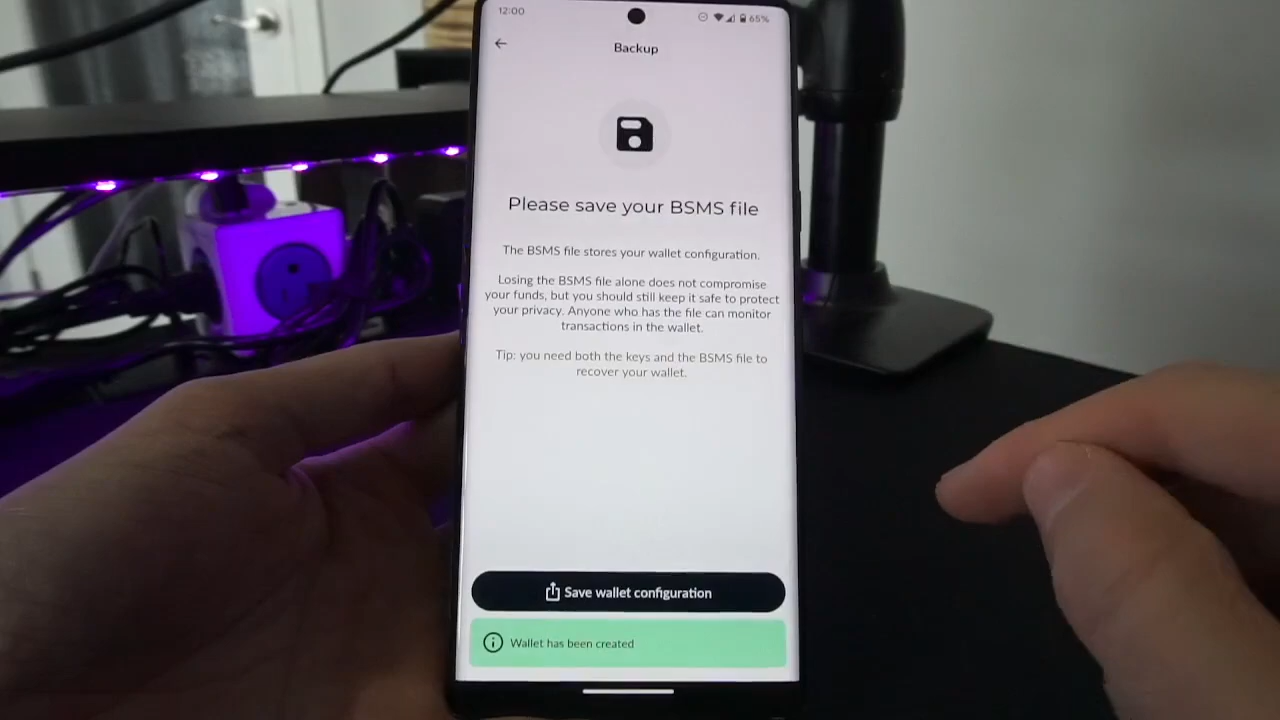 12:00
65%
Backup
Please save your BSMS file
The BSMS file stores your wallet configuration.
Losing the BSMS file alone does not compromise
your funds, but you should still keep it safe to protect
your privacy. Anyone who has the file can monitor
transactions in the wallet.
Tip: you need both the keys and the BSMS file to
recover your wallet.
Save wallet configuration
Wallet has been created